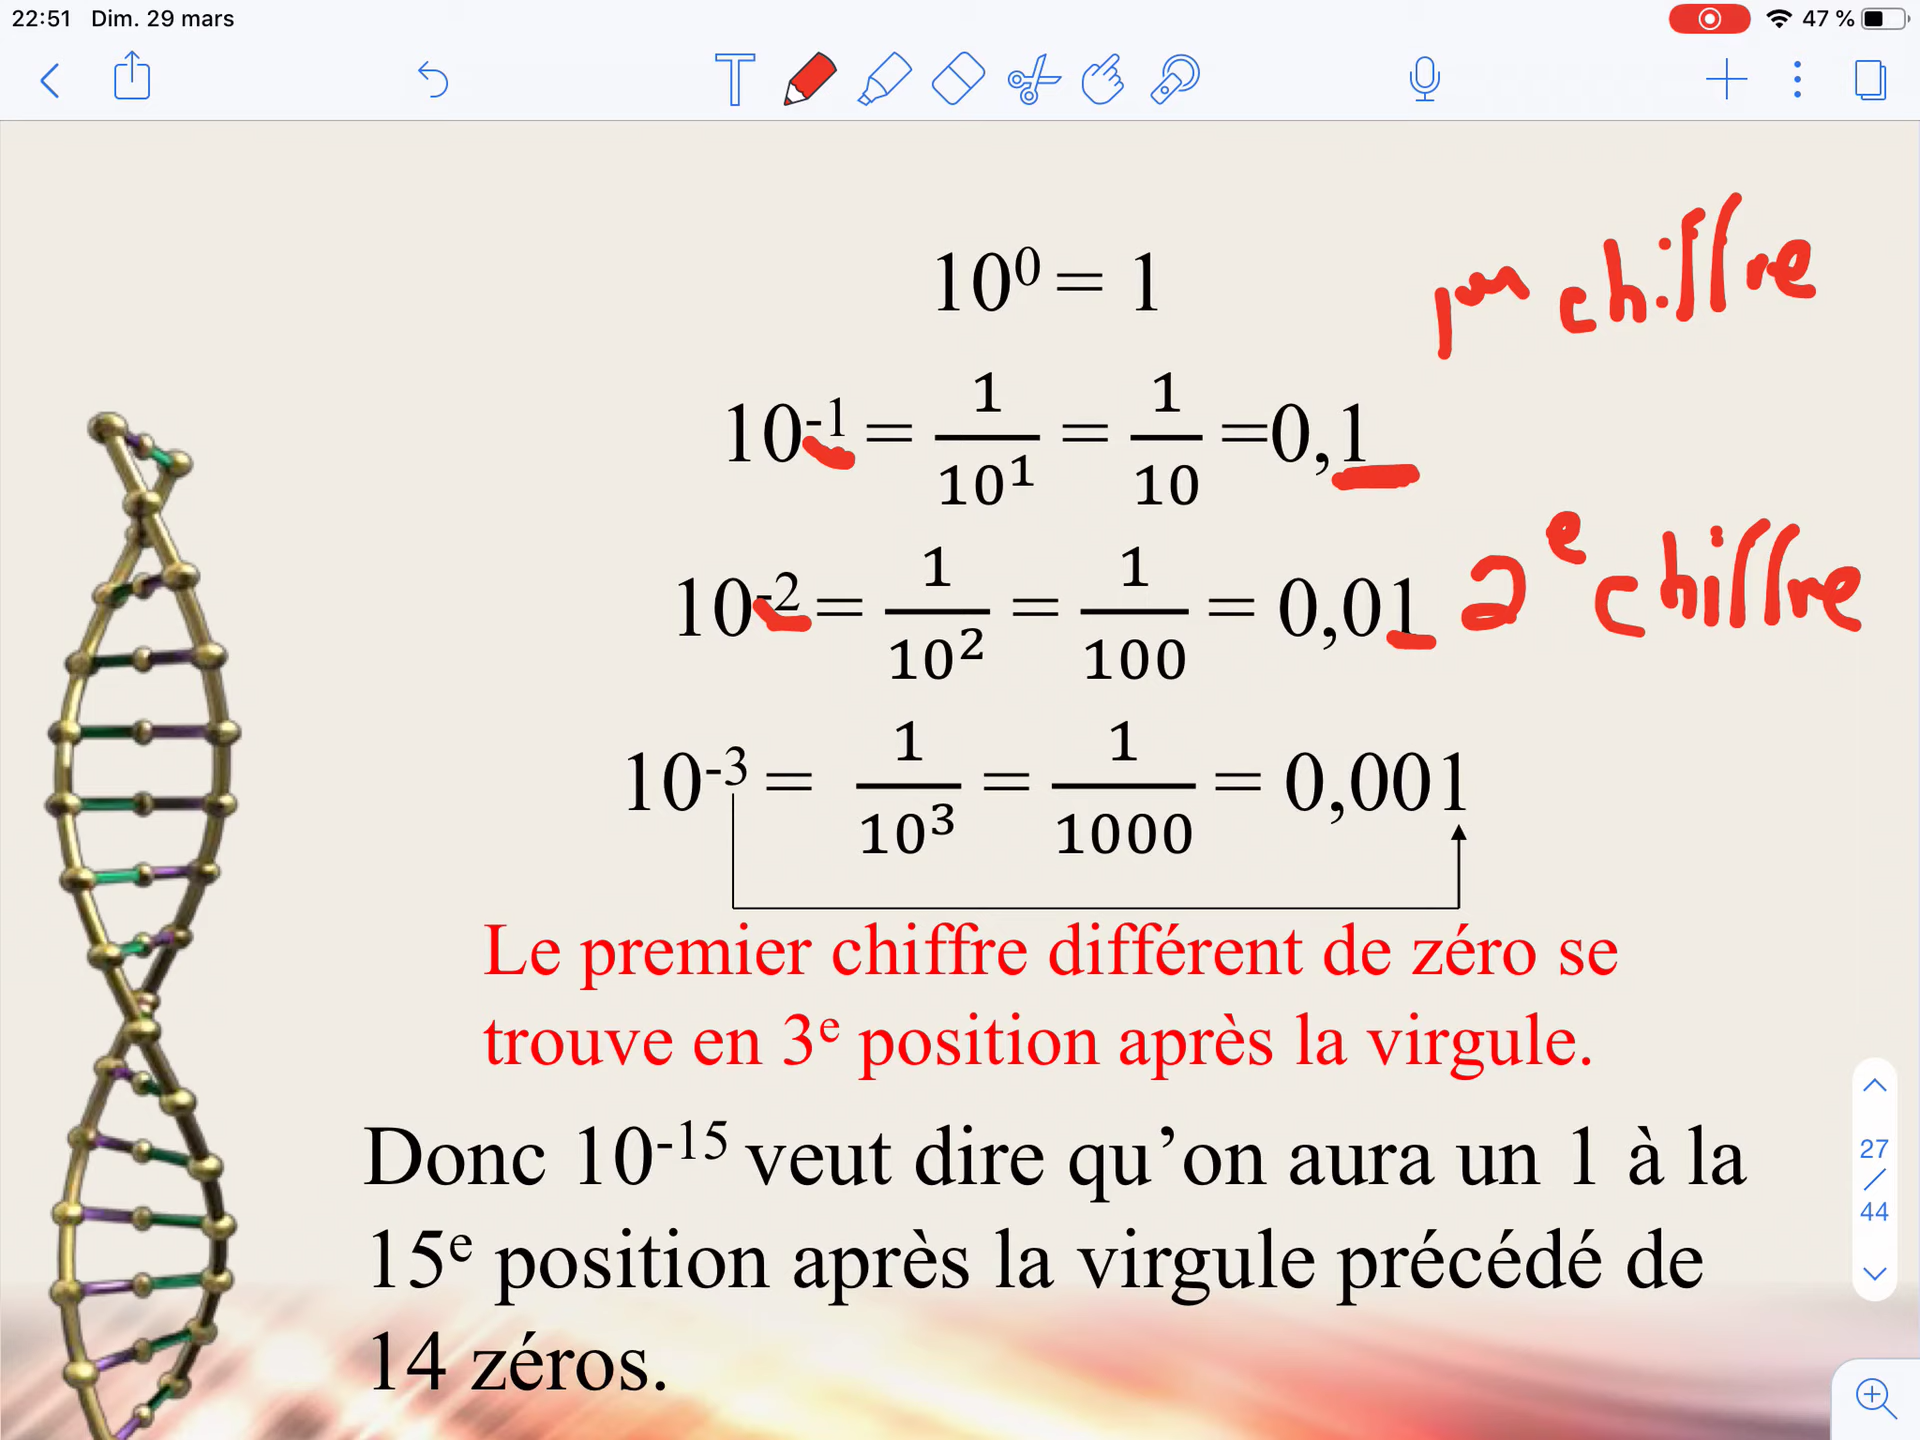 22:51 Dim. 29 mars 47 %
10⁰ = 1
1er chiffre
10⁻¹ = 1/10¹ = 1/10 =0,1
10⁻² = 1/10² = 1/100 = 0,01 2e chiffre
10⁻³ = 1/10³ = 1/1000 = 0,001
Le premier chiffre différent de zéro se
trouve en 3e position après la virgule.
Donc 10⁻¹⁵ veut dire qu’on aura un 1 à la
15e position après la virgule précédé de
14 zéros.
27
/
44